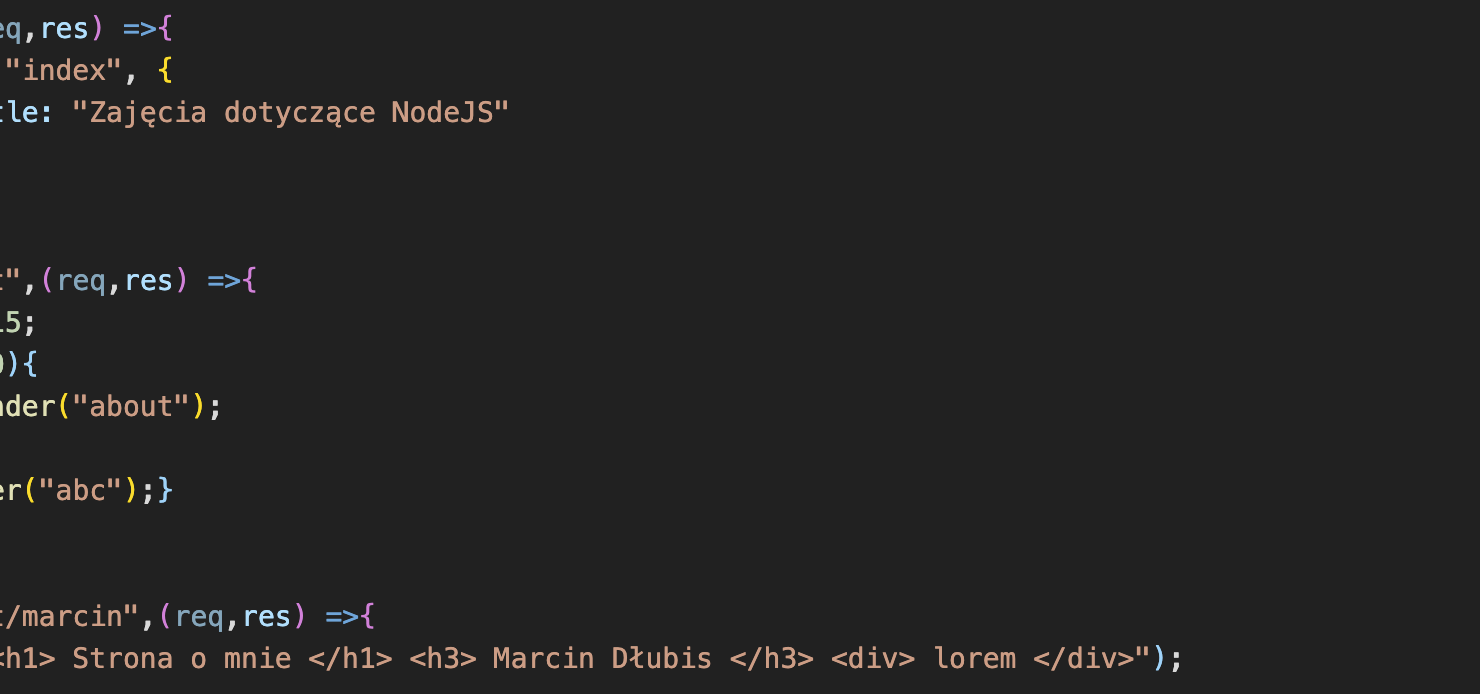 eq,res) =>{
"index", {
tle: "Zajęcia dotyczące NodeJS"
t",(req,res) =>{
15;
0){
nder("about");
er("abc");}
t/marcin",(req,res) =>{
<h1> Strona o mnie </h1> <h3> Marcin Dłubis </h3> <div> lorem </div>");